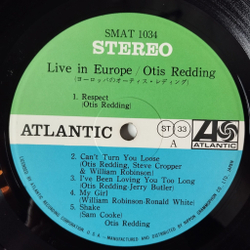 SMAT 1034
STEREO
Live in Europe / Otis Redding
(ヨーロッパのオーティス・レディング)
1. Respect
(Otis Redding)
ATLANTIC
ST 33
A
ATLANTIC
2. Can't Turn You Loose
(Otis Redding, Steve Cropper
& William Robinson)
3. I've Been Loving You Too Long
(Otis Redding-Jerry Butler)
4. My Girl
(William Robinson-Ronald White)
5. Shake
(Sam Cooke)
Otis Redding